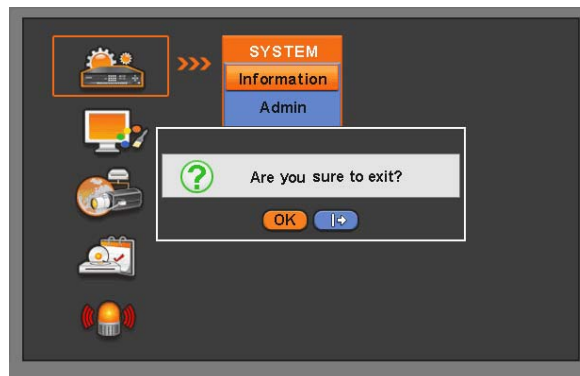 SYSTEM
Information
Admin
Are you sure to exit?
OK